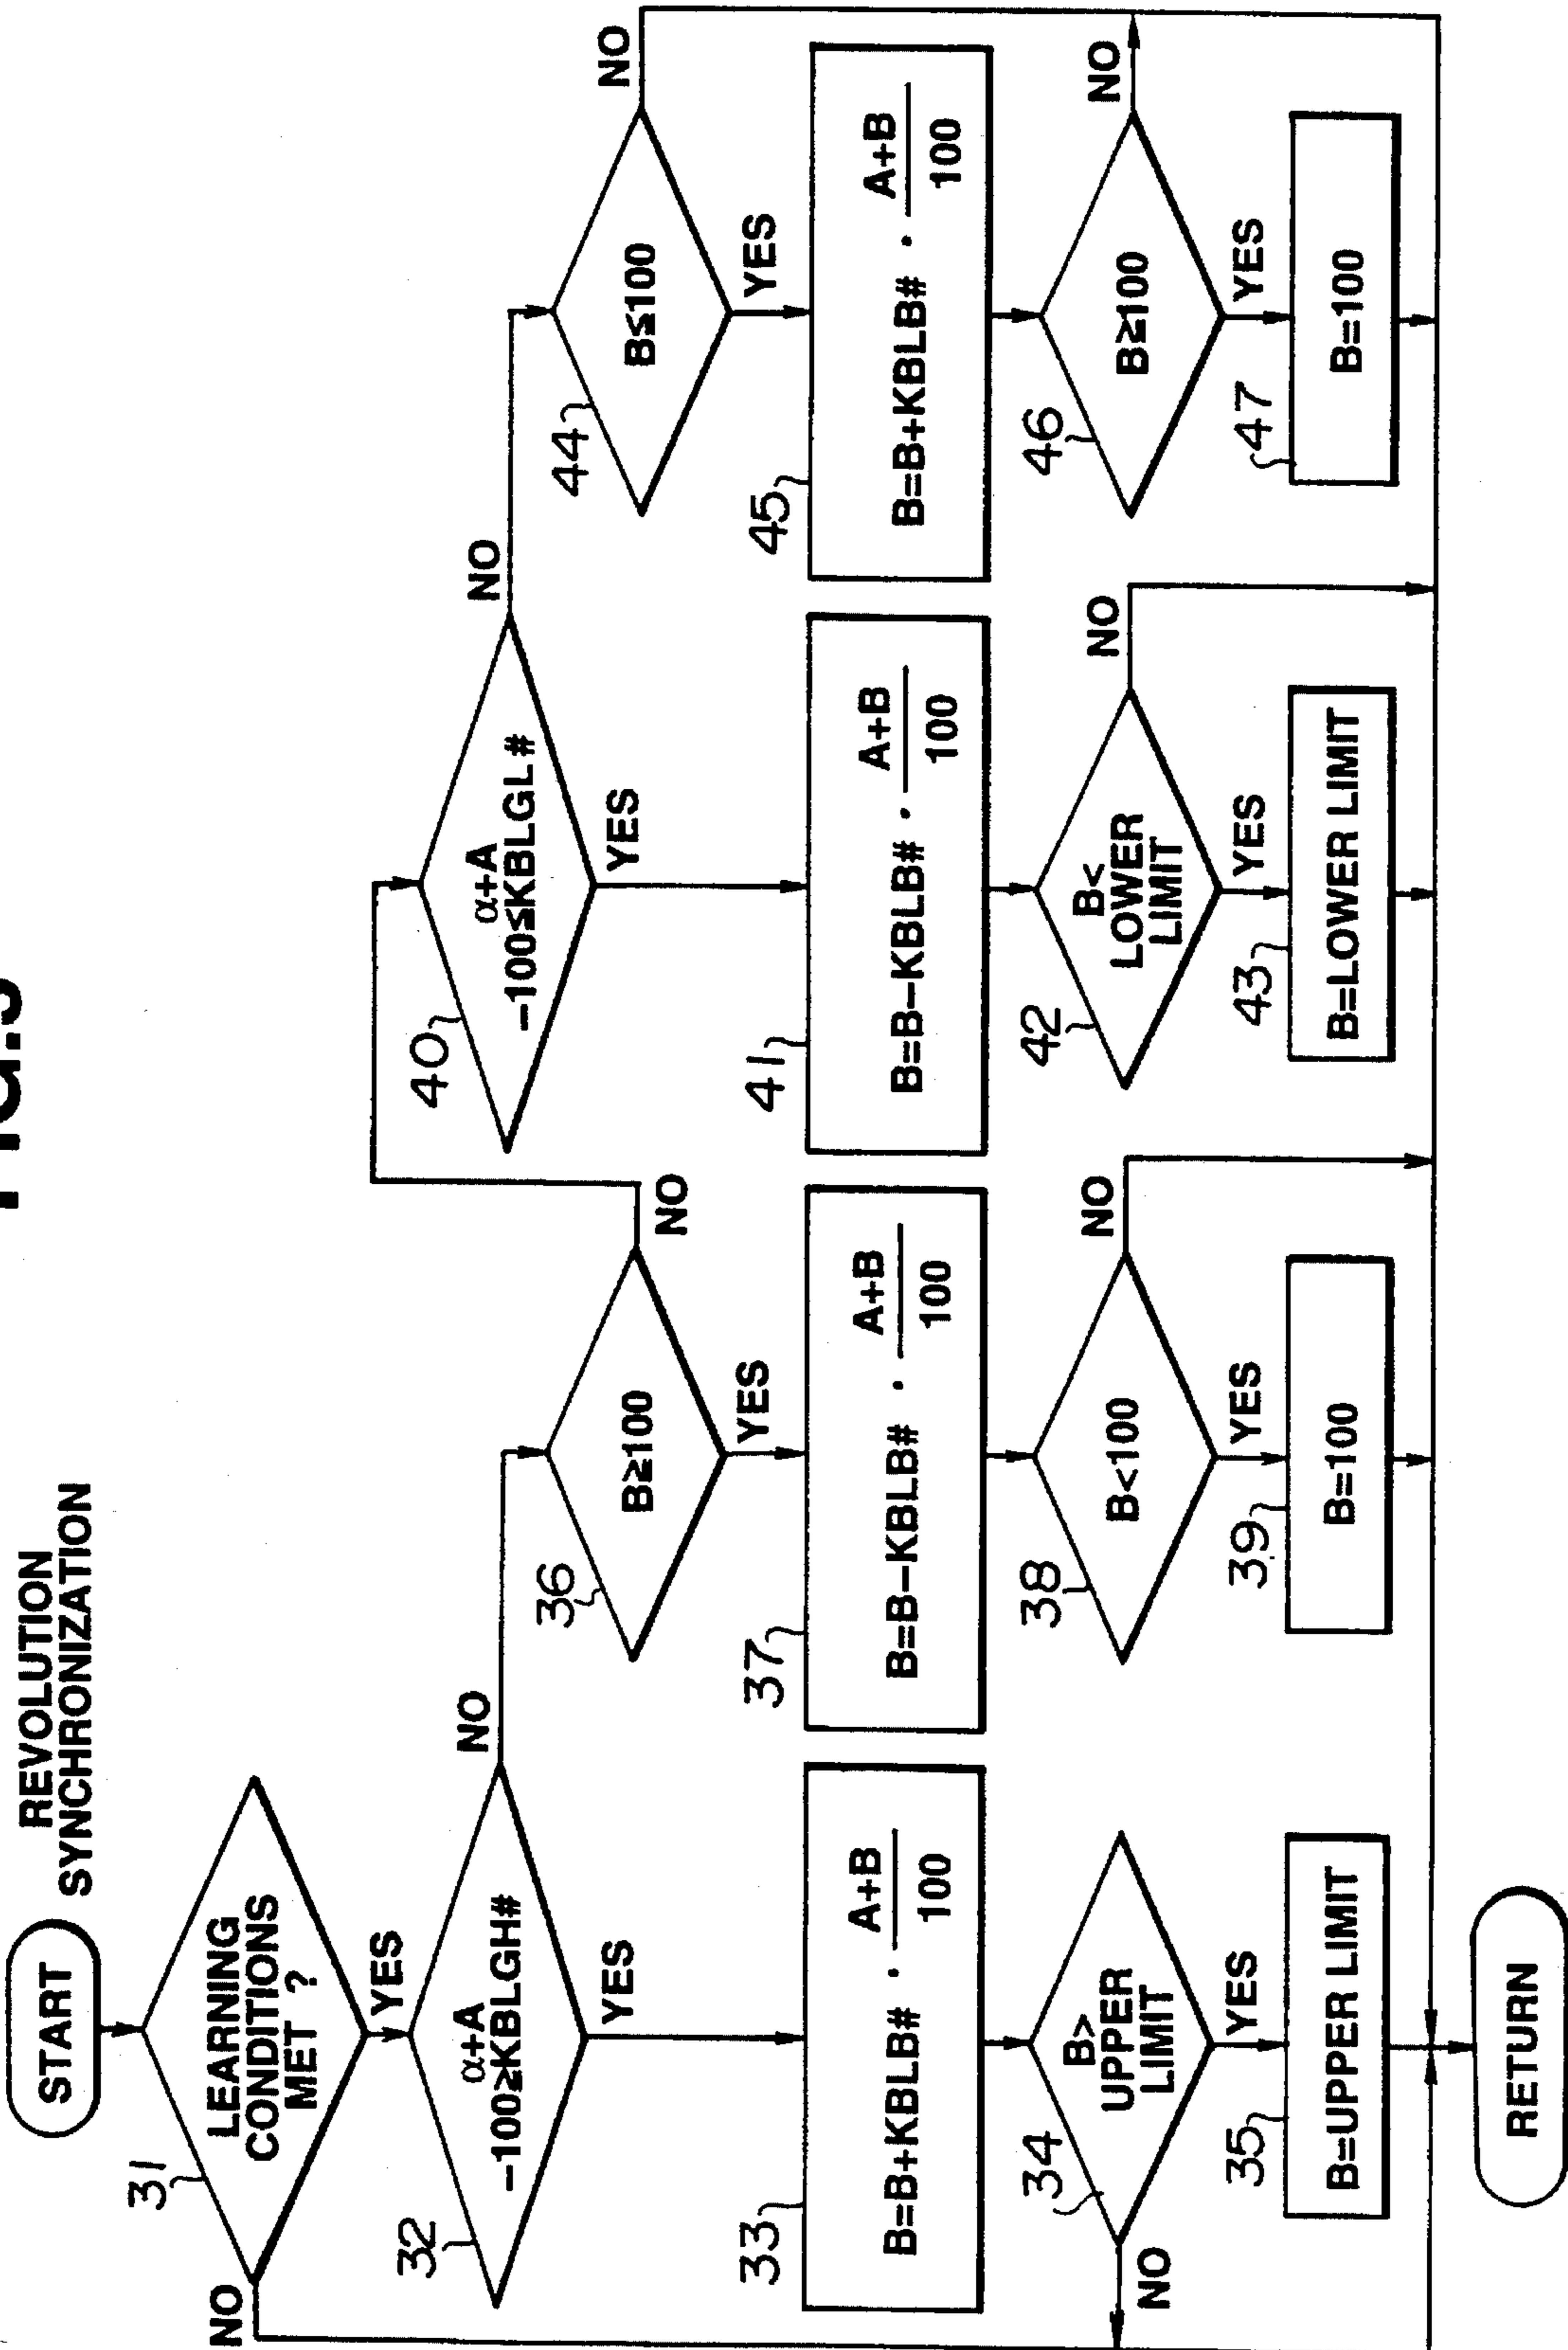 REVOLUTION
SYNCHRONIZATION
START
31
LEARNING
CONDITIONS
MET ?
NO
YES
32
α+A
−100≥KBLGH#
NO
YES
33
B=B+KBLB# · A+B
100
34
B>
UPPER
LIMIT
NO
YES
35
B=UPPER LIMIT
RETURN
36
B≥100
NO
YES
37
B=B−KBLB# · A+B
100
38
B<100
NO
YES
39
B=100
40
α+A
−100≤KBLGL#
NO
YES
41
B=B−KBLB# · A+B
100
42
B<
LOWER
LIMIT
NO
YES
43
B=LOWER LIMIT
44
B≤100
NO
YES
45
B=B+KBLB# · A+B
100
46
B≥100
NO
YES
47
B=100